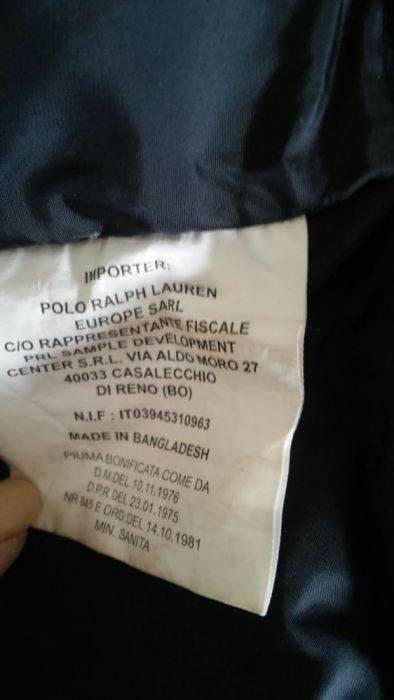 IMPORTER:
POLO RALPH LAUREN
EUROPE SARL
C/O RAPPRESENTANTE FISCALE
PRL SAMPLE DEVELOPMENT
CENTER S.R.L. VIA ALDO MORO 27
40033 CASALECCHIO
DI RENO (BO)
N.I.F : IT03945310963
MADE IN BANGLADESH
PIUMA BONIFICATA COME DA
D.M.DEL 10.11.1976
D.P.R DEL 23.01.1975
NR 845 E ORD.DEL 14.10.1981
MIN. SANITA